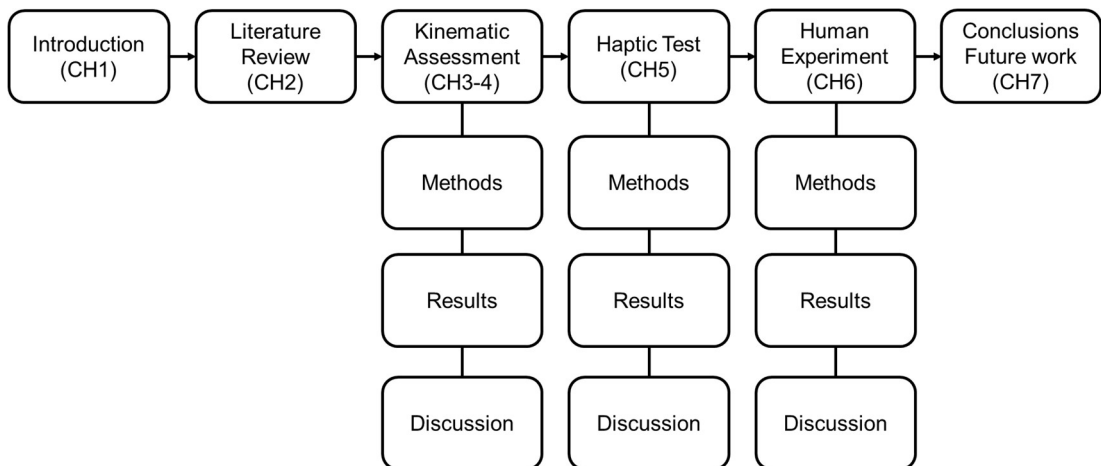 Introduction
(CH1)
Literature
Review
(CH2)
Kinematic
Assessment
(CH3-4)
Haptic Test
(CH5)
Human
Experiment
(CH6)
Conclusions
Future work
(CH7)
Methods
Methods
Methods
Results
Results
Results
Discussion
Discussion
Discussion